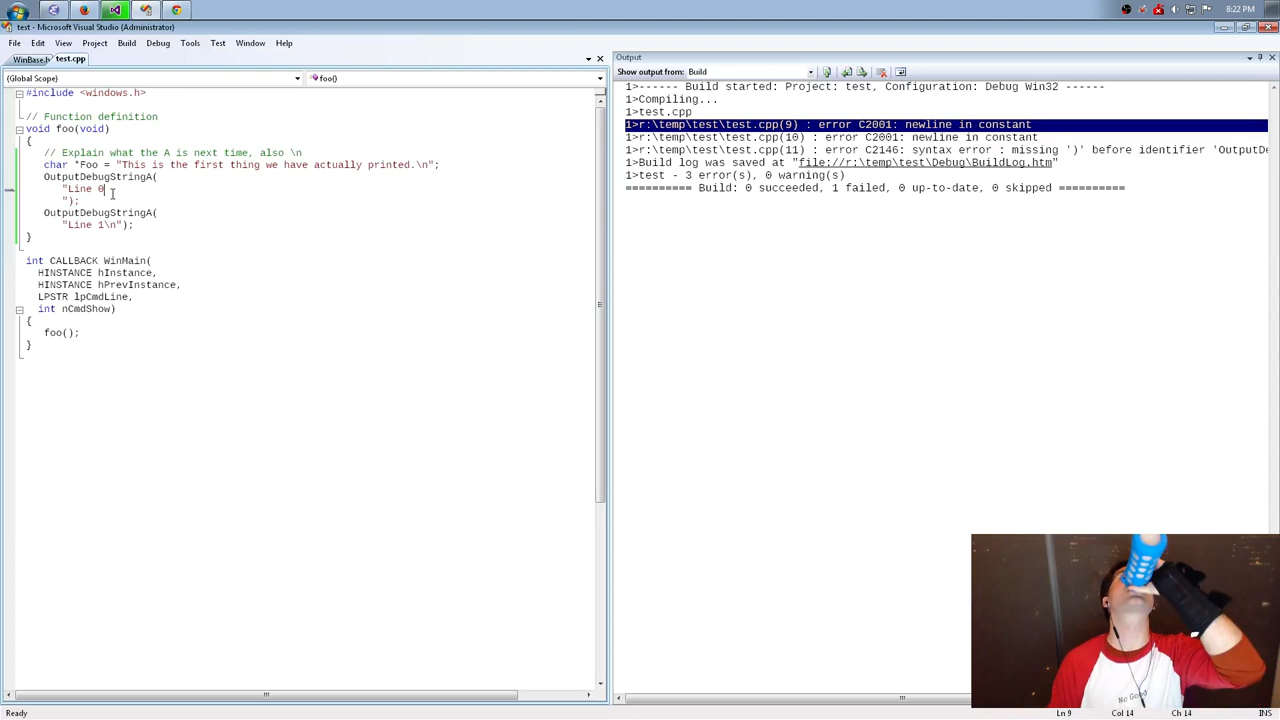 8:22 PM
test - Microsoft Visual Studio (Administrator)
File Edit View Project Build Debug Tools Test Window Help
WinBase.h test.cpp
(Global Scope) foo()
#include <windows.h>
// Function definition
void foo(void)
{
// Explain what the A is next time, also \n
char *Foo = "This is the first thing we have actually printed.\n";
OutputDebugStringA(
"Line 0
");
OutputDebugStringA(
"Line 1\n");
}
int CALLBACK WinMain(
HINSTANCE hInstance,
HINSTANCE hPrevInstance,
LPSTR lpCmdLine,
int nCmdShow)
{
foo();
}
Output
Show output from: Build
1>------ Build started: Project: test, Configuration: Debug Win32 ------
1>Compiling...
1>test.cpp
1>r:\temp\test\test.cpp(9) : error C2001: newline in constant
1>r:\temp\test\test.cpp(10) : error C2001: newline in constant
1>r:\temp\test\test.cpp(11) : error C2146: syntax error : missing ')' before identifier 'OutputDe
1>Build log was saved at "file://r:\temp\test\Debug\BuildLog.htm"
1>test - 3 error(s), 0 warning(s)
========== Build: 0 succeeded, 1 failed, 0 up-to-date, 0 skipped ==========
No Good
Ready Ln 9 Col 14 Ch 14 INS